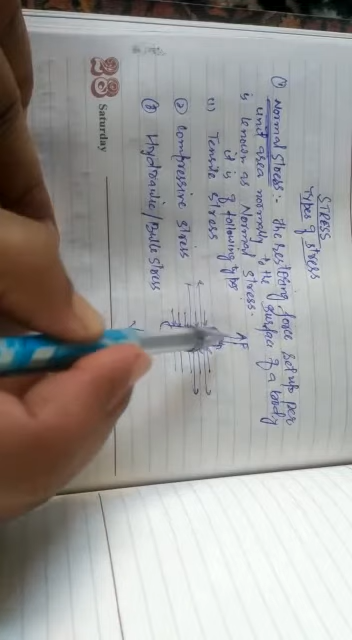 STRESS
Types of stress
① Normal Stress :- The restoring force set up per
unit area normally to the surface of a body
is known as Normal Stress.
it is of following types
(1) Tensile stress
② Compressive stress
③ Hydraulic/Bulk Stress
F
28
Saturday